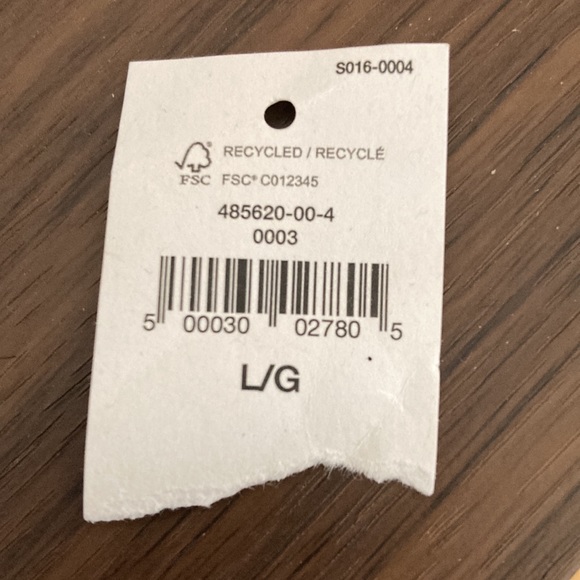 S016-0004
RECYCLED / RECYCLÉ
FSC® C012345
FSC
485620-00-4
0003
5 00030 02780 5
L/G